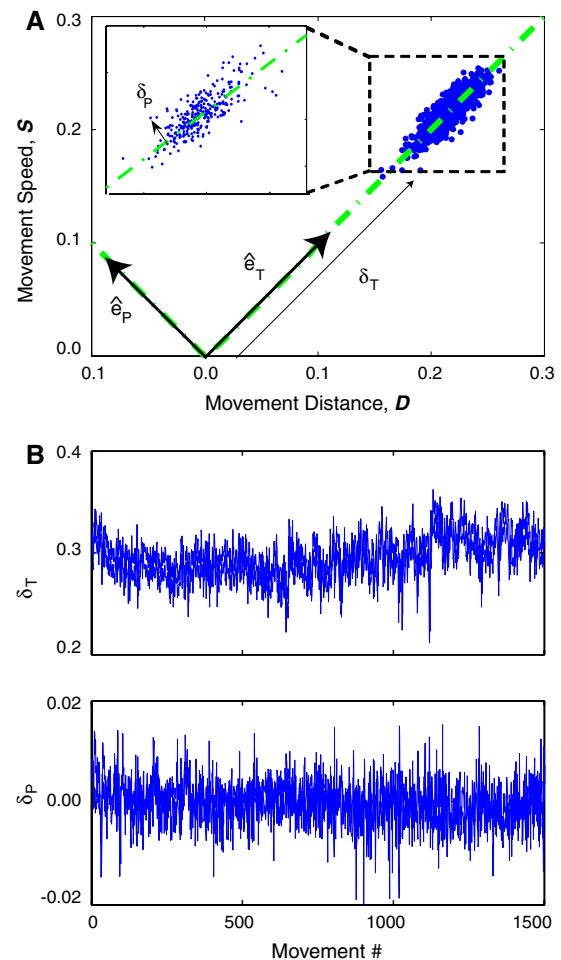 A
0.3
0.2
0.1
0.0
Movement Speed, S
δP
êP
êT
δT
0.1 0.0 0.1 0.2 0.3
Movement Distance, D
B
0.4
0.3
0.2
δT
0.02
0.00
-0.02
δP
0 500 1000 1500
Movement #